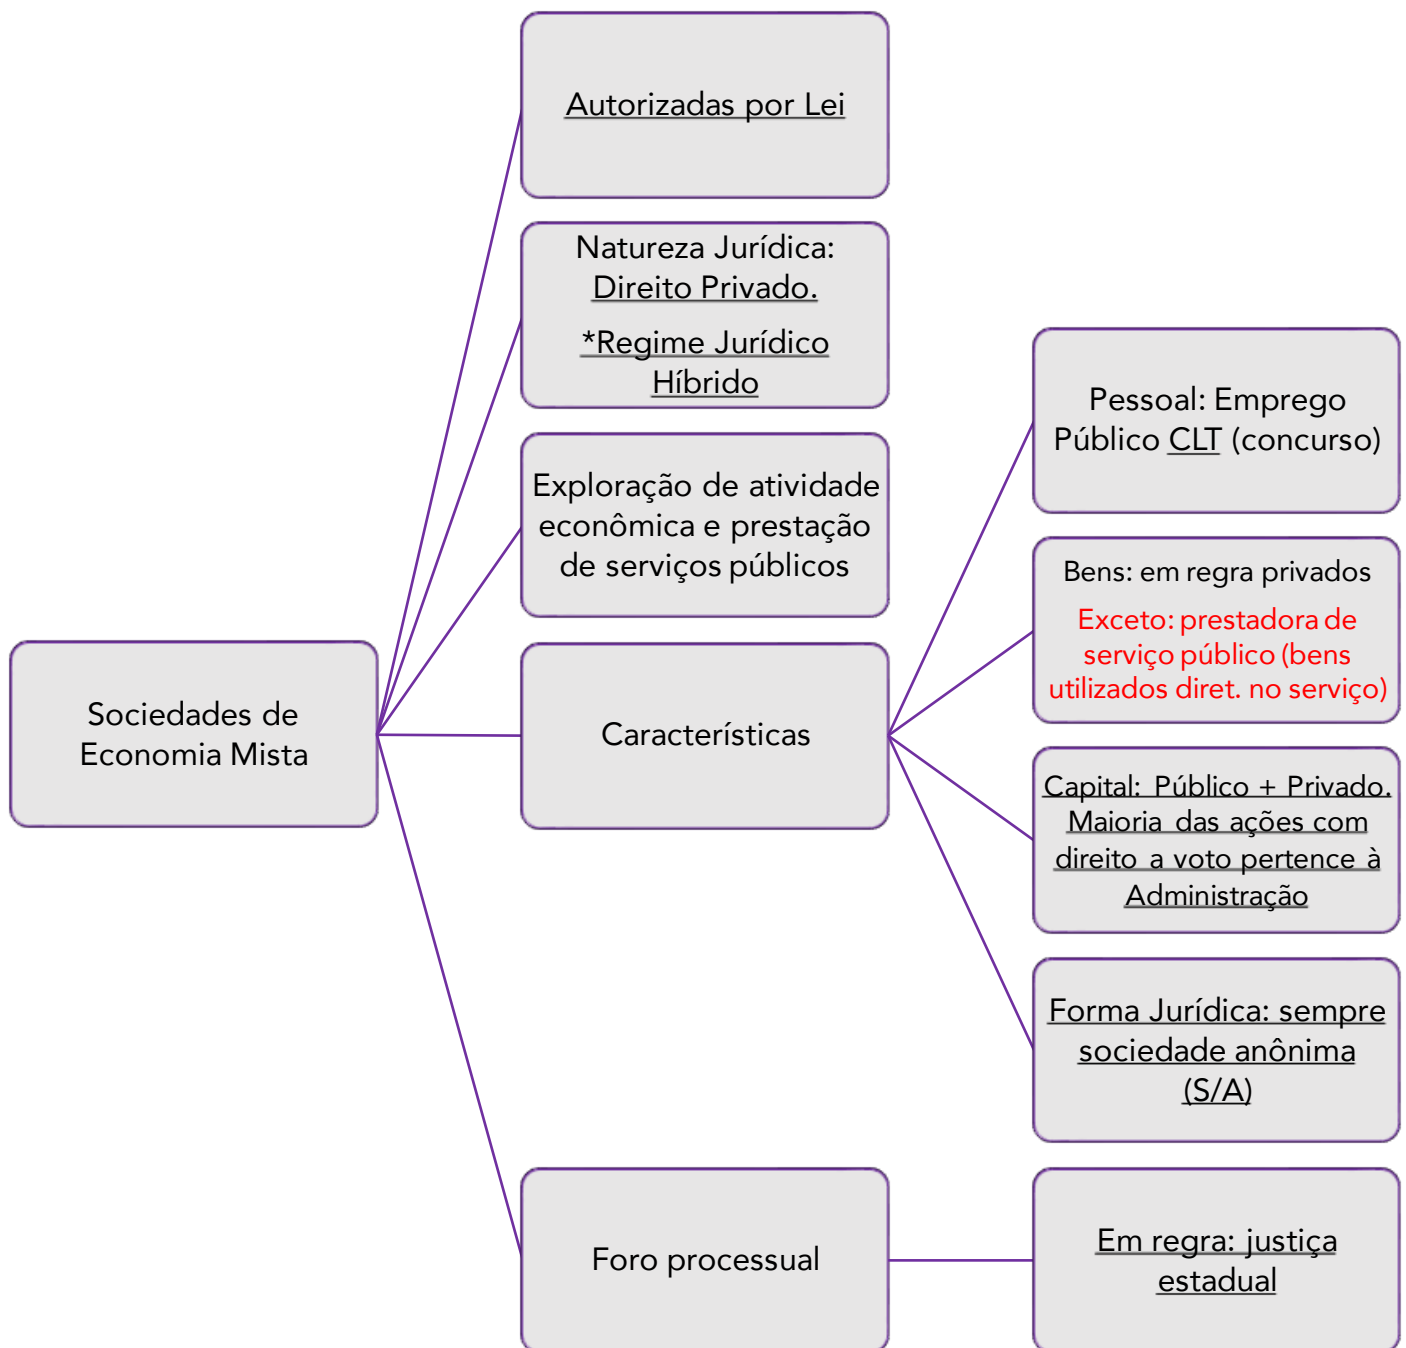 Sociedades de
Economia Mista
Autorizadas por Lei
Natureza Jurídica:
Direito Privado.
*Regime Jurídico
Híbrido
Exploração de atividade
econômica e prestação
de serviços públicos
Características
Pessoal: Emprego
Público CLT (concurso)
Bens: em regra privados
Exceto: prestadora de
serviço público (bens
utilizados diret. no serviço)
Capital: Público + Privado.
Maioria das ações com
direito a voto pertence à
Administração
Forma Jurídica: sempre
sociedade anônima
(S/A)
Foro processual
Em regra: justiça
estadual